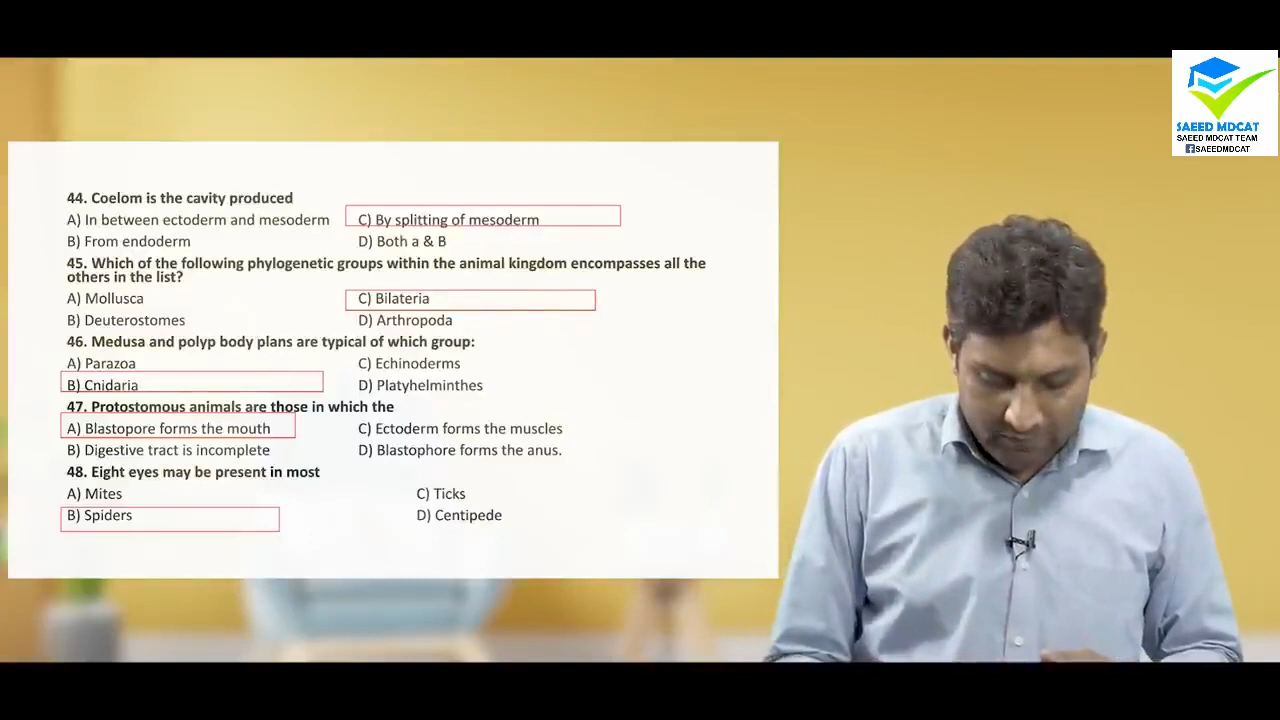 SAEED MDCAT
SAEED MDCAT TEAM
SAEEDMDCAT
44. Coelom is the cavity produced
A) In between ectoderm and mesoderm C) By splitting of mesoderm
B) From endoderm D) Both a & B
45. Which of the following phylogenetic groups within the animal kingdom encompasses all the
others in the list?
A) Mollusca C) Bilateria
B) Deuterostomes D) Arthropoda
46. Medusa and polyp body plans are typical of which group:
A) Parazoa C) Echinoderms
B) Cnidaria D) Platyhelminthes
47. Protostomous animals are those in which the
A) Blastopore forms the mouth C) Ectoderm forms the muscles
B) Digestive tract is incomplete D) Blastophore forms the anus.
48. Eight eyes may be present in most
A) Mites C) Ticks
B) Spiders D) Centipede